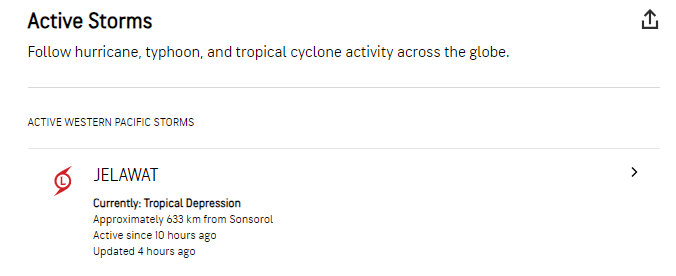 Active Storms
Follow hurricane, typhoon, and tropical cyclone activity across the globe.
ACTIVE WESTERN PACIFIC STORMS
L
JELAWAT
Currently: Tropical Depression
Approximately 633 km from Sonsorol
Active since 10 hours ago
Updated 4 hours ago